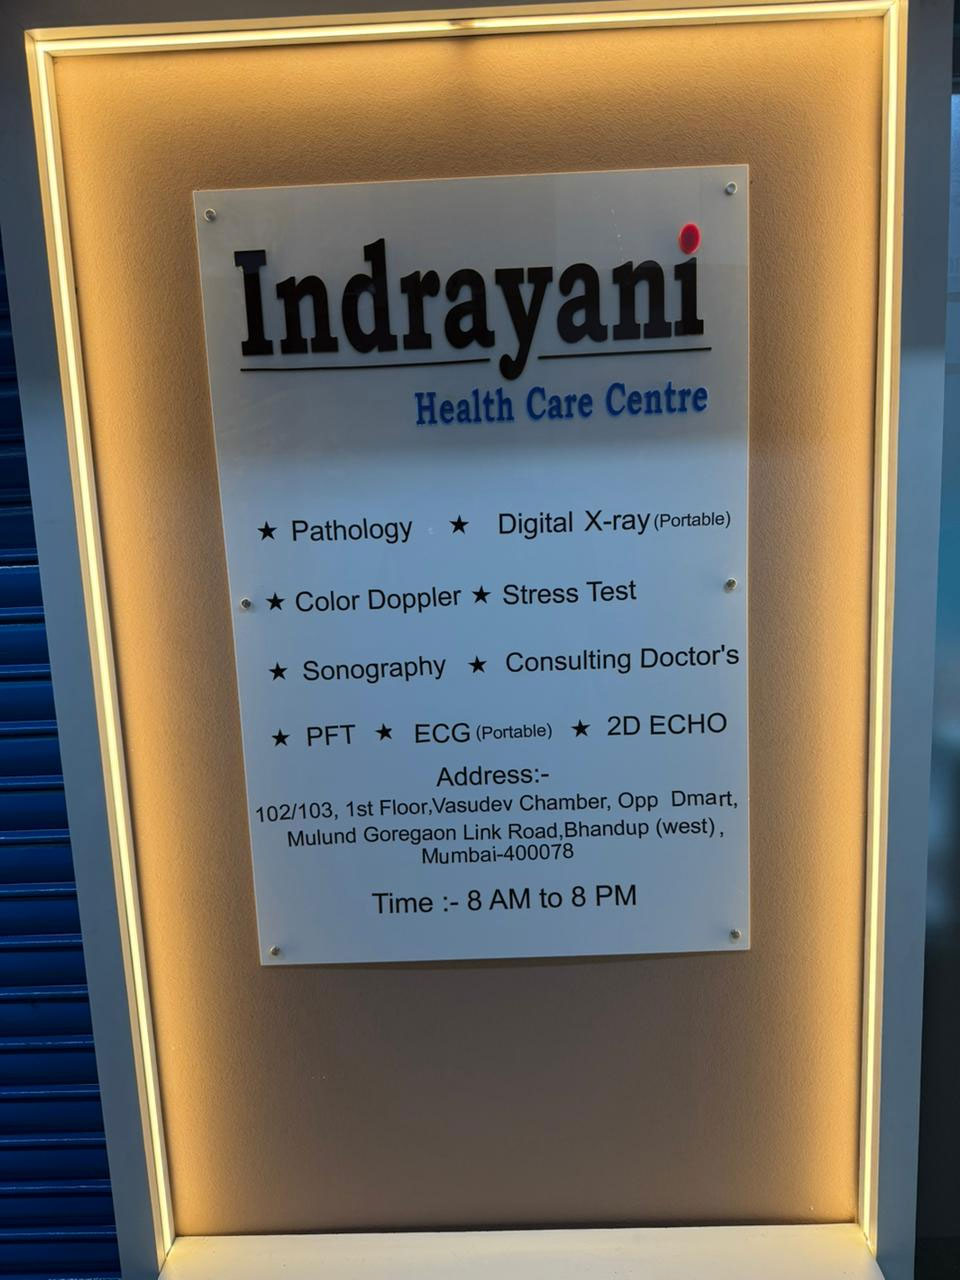 Indrayani
Health Care Centre
★ Pathology ★ Digital X-ray (Portable)
★ Color Doppler ★ Stress Test
★ Sonography ★ Consulting Doctor's
★ PFT ★ ECG (Portable) ★ 2D ECHO
Address:-
102/103, 1st Floor,Vasudev Chamber, Opp Dmart,
Mulund Goregaon Link Road,Bhandup (west) ,
Mumbai-400078
Time :- 8 AM to 8 PM